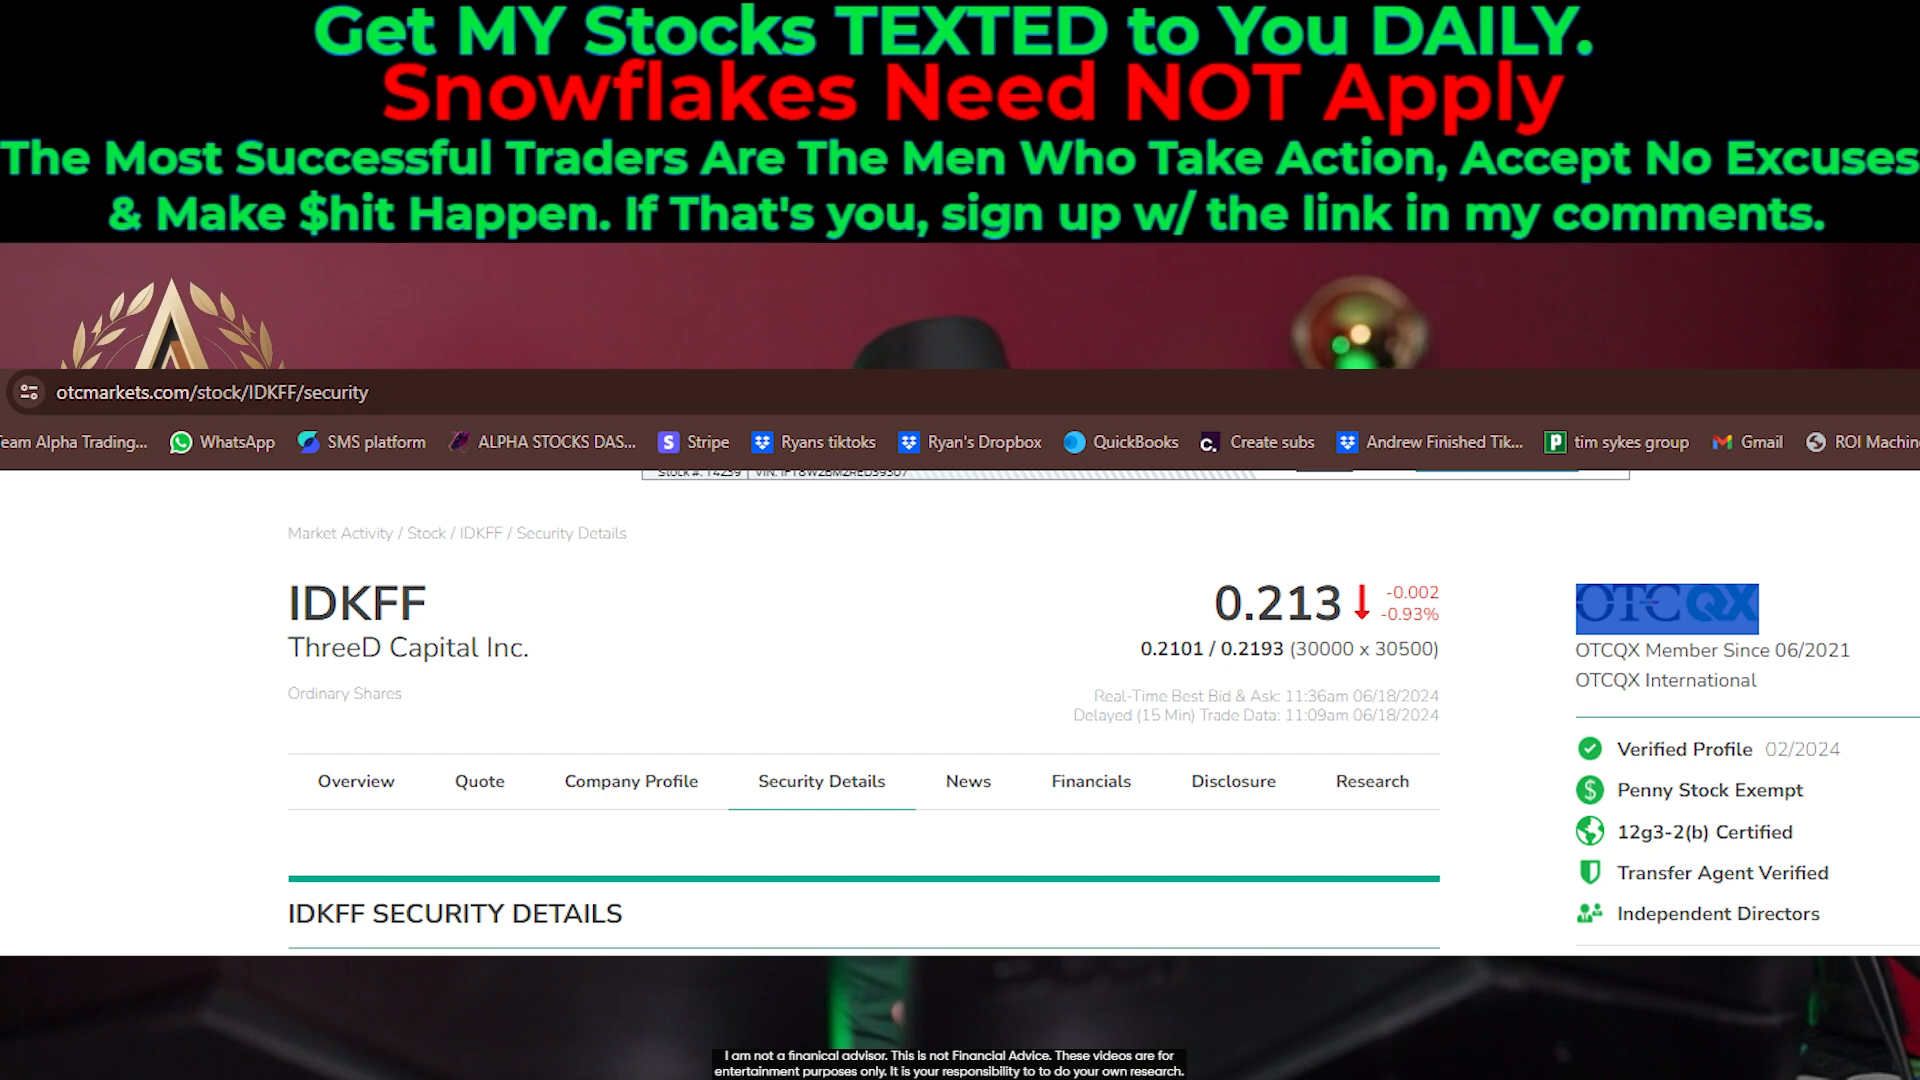 Get MY Stocks TEXTED to You DAILY.
Snowflakes Need NOT Apply
The Most Successful Traders Are The Men Who Take Action, Accept No Excuses
& Make $hit Happen. If That's you, sign up w/ the link in my comments.
otcmarkets.com/stock/IDKFF/security
eam Alpha Trading... WhatsApp SMS platform ALPHA STOCKS DAS... Stripe Ryans tiktoks Ryan's Dropbox QuickBooks Create subs Andrew Finished Tik... tim sykes group Gmail ROI Machin
Market Activity / Stock / IDKFF / Security Details
IDKFF
0.213
-0.002
-0.93%
ThreeD Capital Inc.
0.2101 / 0.2193 (30000 x 30500)
Ordinary Shares
Real-Time Best Bid & Ask: 11:36am 06/18/2024
Delayed (15 Min) Trade Data: 11:09am 06/18/2024
Overview Quote Company Profile Security Details News Financials Disclosure Research
IDKFF SECURITY DETAILS
OTCQX
OTCQX Member Since 06/2021
OTCQX International
Verified Profile 02/2024
Penny Stock Exempt
12g3-2(b) Certified
Transfer Agent Verified
Independent Directors
I am not a finanical advisor. This is not Financial Advice. These videos are for
entertainment purposes only. It is your responsibility to to do your own research.